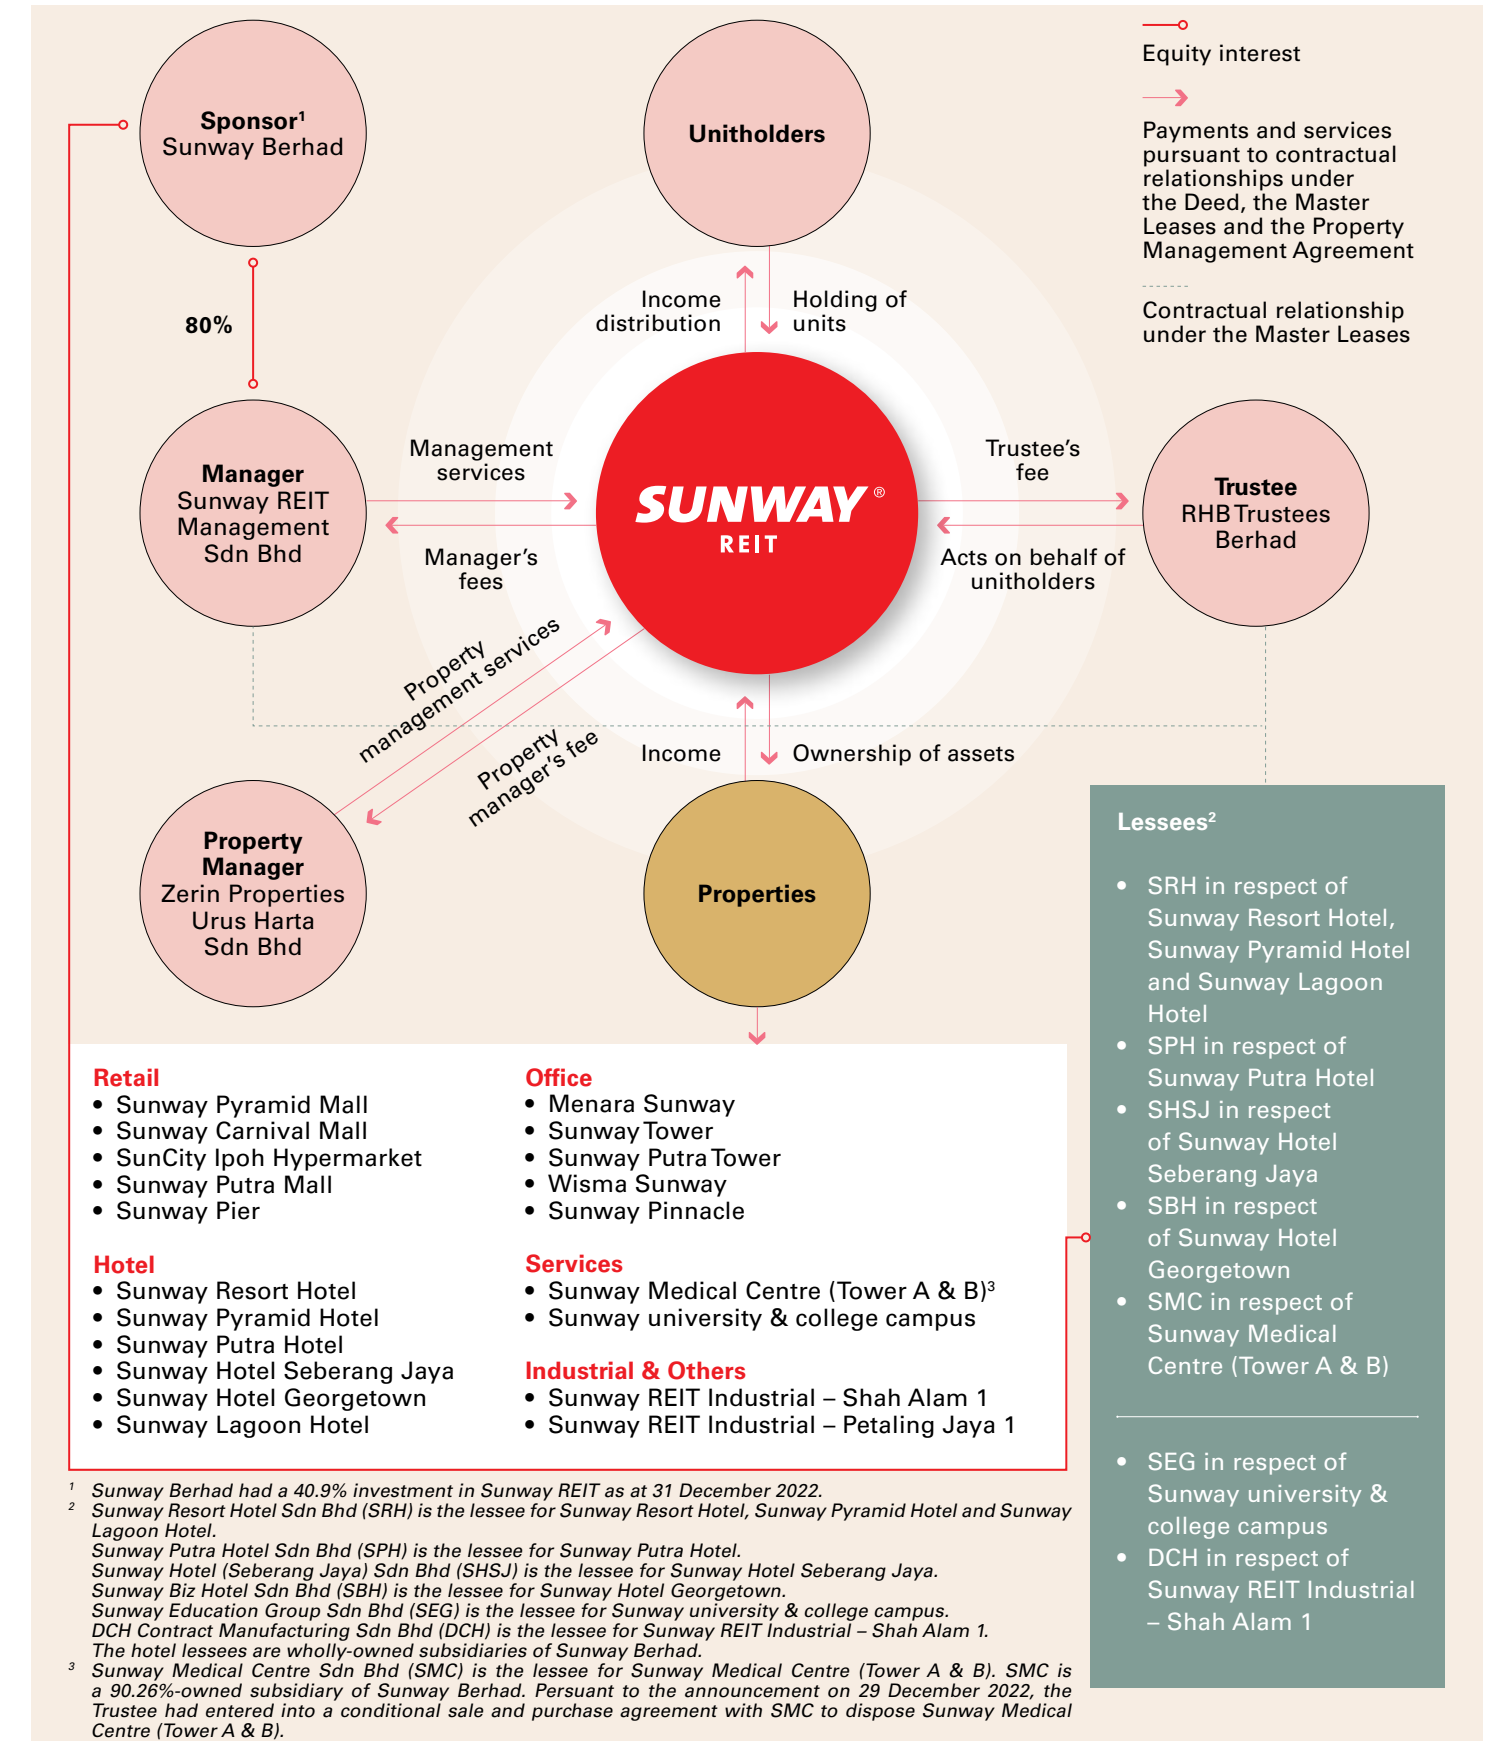 Sponsor¹
Sunway Berhad
Unitholders
Equity interest
Payments and services
pursuant to contractual
relationships under
the Deed, the Master
Leases and the Property
Management Agreement
Contractual relationship
under the Master Leases
80%
Income
distribution
Holding of
units
Manager
Sunway REIT
Management
Sdn Bhd
Management
services
Manager's
fees
SUNWAY®
REIT
Trustee's
fee
Acts on behalf of
unitholders
Trustee
RHB Trustees
Berhad
Property
management services
Property
manager's fee
Income
Ownership of assets
Property
Manager
Zerin Properties
Urus Harta
Sdn Bhd
Properties
Retail
• Sunway Pyramid Mall
• Sunway Carnival Mall
• SunCity Ipoh Hypermarket
• Sunway Putra Mall
• Sunway Pier
Hotel
• Sunway Resort Hotel
• Sunway Pyramid Hotel
• Sunway Putra Hotel
• Sunway Hotel Seberang Jaya
• Sunway Hotel Georgetown
• Sunway Lagoon Hotel
Office
• Menara Sunway
• Sunway Tower
• Sunway Putra Tower
• Wisma Sunway
• Sunway Pinnacle
Services
• Sunway Medical Centre (Tower A & B)³
• Sunway university & college campus
Industrial & Others
• Sunway REIT Industrial – Shah Alam 1
• Sunway REIT Industrial – Petaling Jaya 1
Lessees²
• SRH in respect of
Sunway Resort Hotel,
Sunway Pyramid Hotel
and Sunway Lagoon
Hotel
• SPH in respect of
Sunway Putra Hotel
• SHSJ in respect
of Sunway Hotel
Seberang Jaya
• SBH in respect
of Sunway Hotel
Georgetown
• SMC in respect of
Sunway Medical
Centre (Tower A & B)
• SEG in respect of
Sunway university &
college campus
• DCH in respect of
Sunway REIT Industrial
– Shah Alam 1
¹ Sunway Berhad had a 40.9% investment in Sunway REIT as at 31 December 2022.
² Sunway Resort Hotel Sdn Bhd (SRH) is the lessee for Sunway Resort Hotel, Sunway Pyramid Hotel and Sunway
Lagoon Hotel.
Sunway Putra Hotel Sdn Bhd (SPH) is the lessee for Sunway Putra Hotel.
Sunway Hotel (Seberang Jaya) Sdn Bhd (SHSJ) is the lessee for Sunway Hotel Seberang Jaya.
Sunway Biz Hotel Sdn Bhd (SBH) is the lessee for Sunway Hotel Georgetown.
Sunway Education Group Sdn Bhd (SEG) is the lessee for Sunway university & college campus.
DCH Contract Manufacturing Sdn Bhd (DCH) is the lessee for Sunway REIT Industrial – Shah Alam 1.
The hotel lessees are wholly-owned subsidiaries of Sunway Berhad.
³ Sunway Medical Centre Sdn Bhd (SMC) is the lessee for Sunway Medical Centre (Tower A & B). SMC is
a 90.26%-owned subsidiary of Sunway Berhad. Persuant to the announcement on 29 December 2022, the
Trustee had entered into a conditional sale and purchase agreement with SMC to dispose Sunway Medical
Centre (Tower A & B).